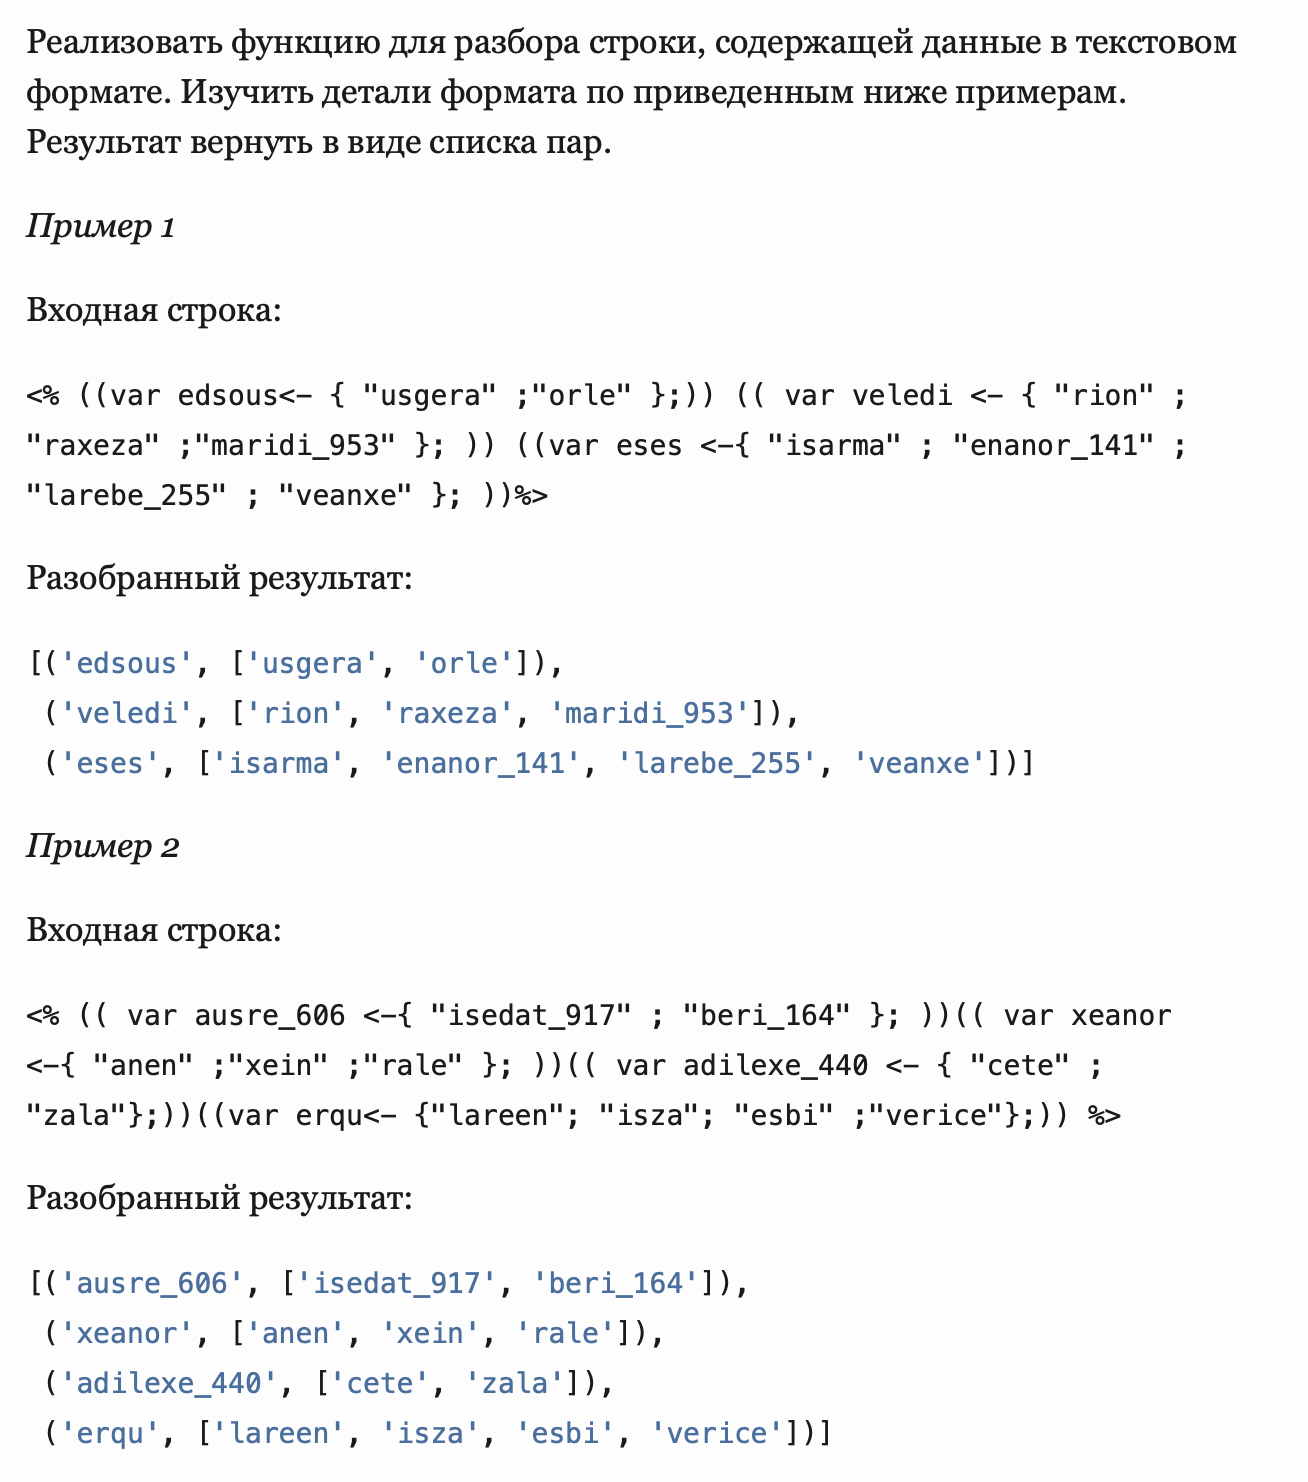 Реализовать функцию для разбора строки, содержащей данные в текстовом
формате. Изучить детали формата по приведенным ниже примерам.
Результат вернуть в виде списка пар.
Пример 1
Входная строка:
<% ((var edsous<- { "usgera" ;"orle" };)) (( var veledi <- { "rion" ;
"raxeza" ;"maridi_953" }; )) ((var eses <-{ "isarma" ; "enanor_141" ;
"larebe_255" ; "veanxe" }; ))%>
Разобранный результат:
[('edsous', ['usgera', 'orle']),
('veledi', ['rion', 'raxeza', 'maridi_953']),
('eses', ['isarma', 'enanor_141', 'larebe_255', 'veanxe'])]
Пример 2
Входная строка:
<% (( var ausre_606 <-{ "isedat_917" ; "beri_164" }; ))(( var xeanor
<-{ "anen" ;"xein" ;"rale" }; ))(( var adilexe_440 <- { "cete" ;
"zala"};))((var erqu<- {"lareen"; "isza"; "esbi" ;"verice"};)) %>
Разобранный результат:
[('ausre_606', ['isedat_917', 'beri_164']),
('xeanor', ['anen', 'xein', 'rale']),
('adilexe_440', ['cete', 'zala']),
('erqu', ['lareen', 'isza', 'esbi', 'verice'])]